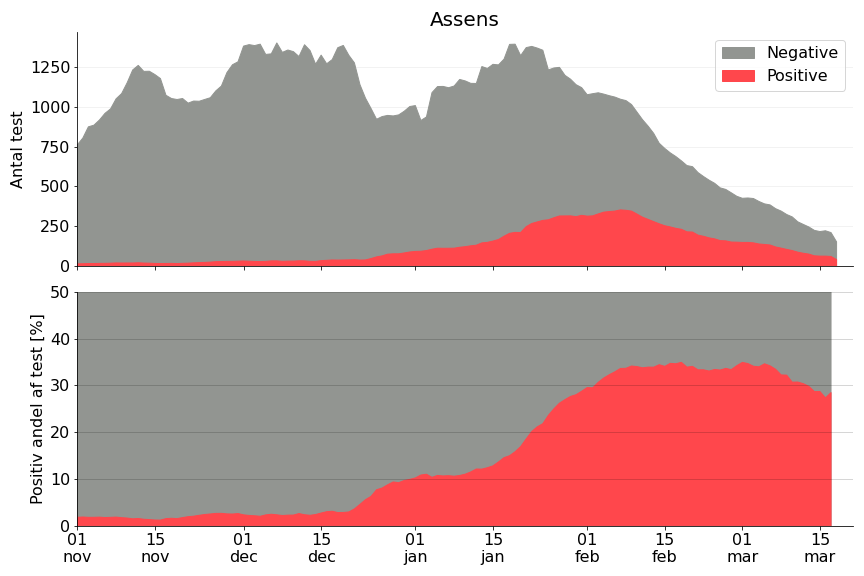 Assens
Antal test
1250
1000
750
500
250
0
Negative
Positive
Positiv andel af test [%]
50
40
30
20
10
0
01 15 01 15 01 15 01 15 01 15
nov nov dec dec jan jan feb feb mar mar